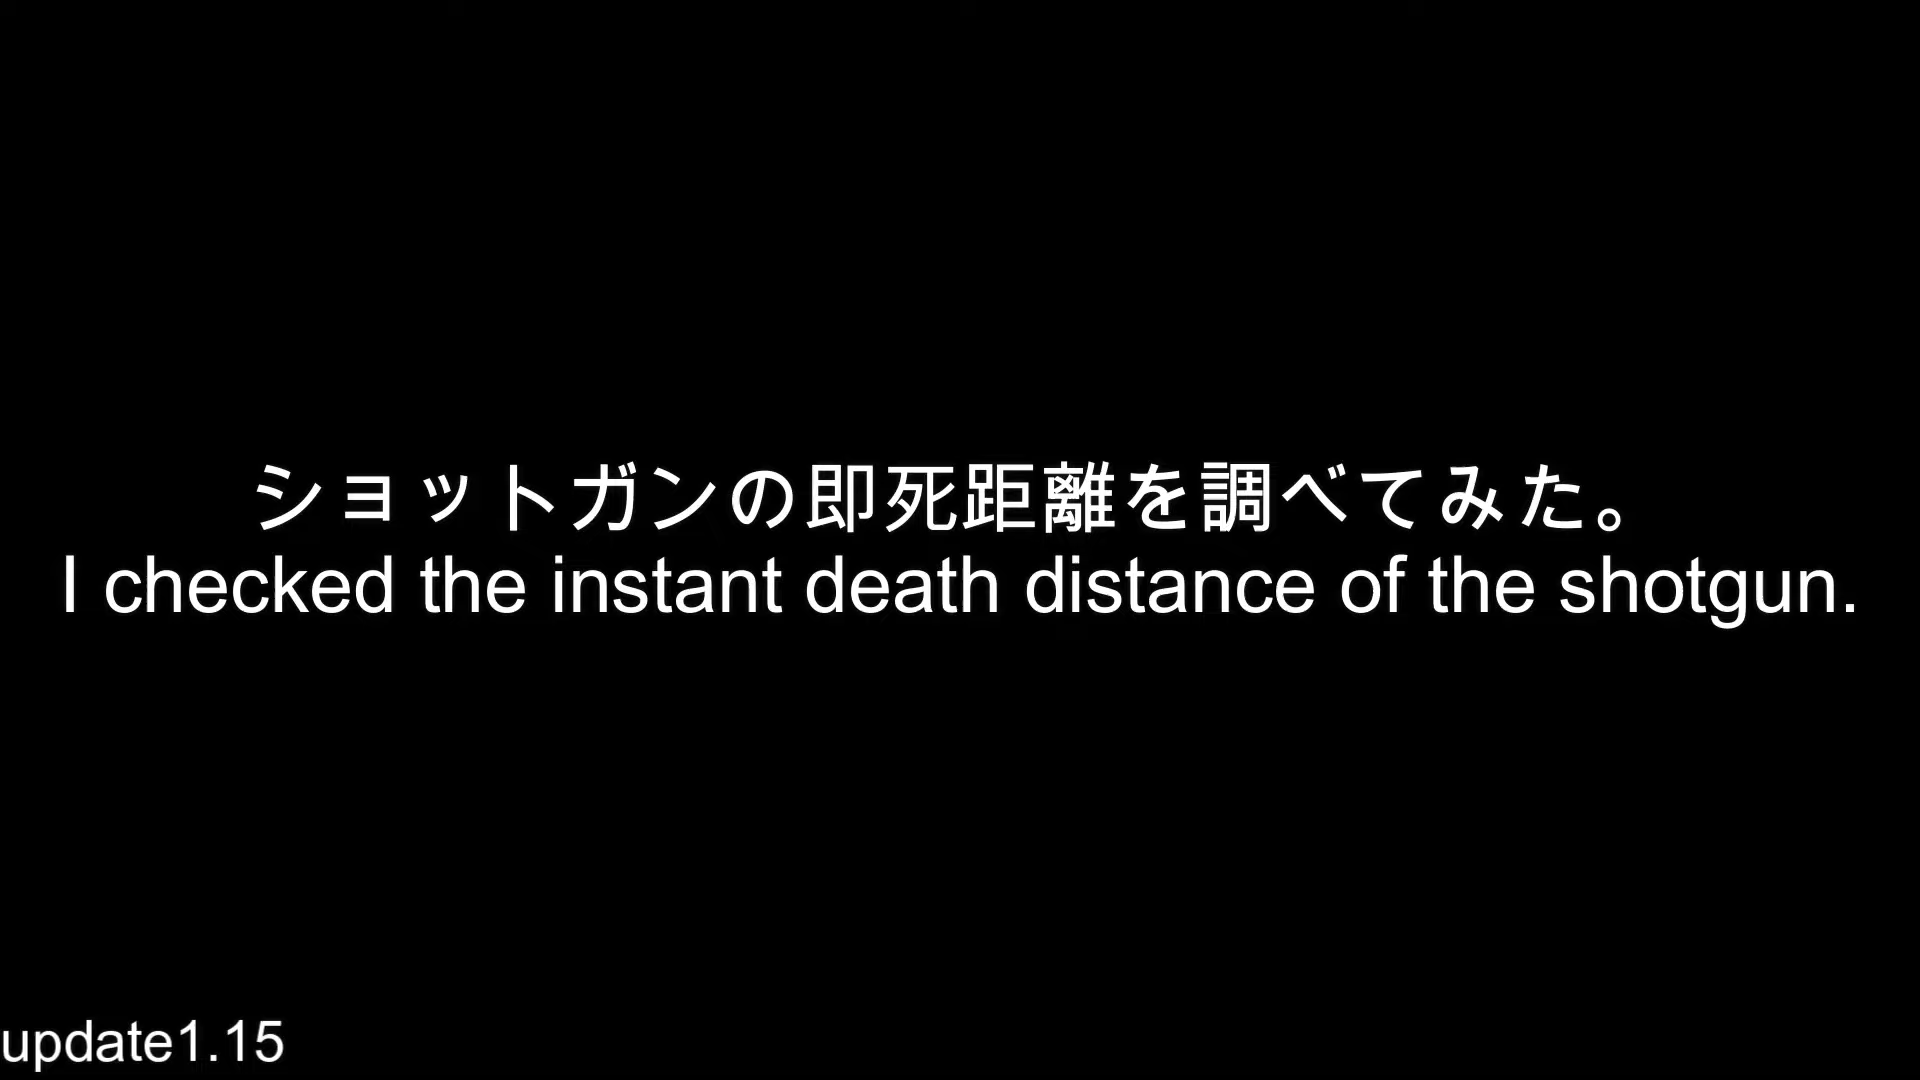 ショットガンの即死距離を調べてみた。
I checked the instant death distance of the shotgun.
update1.15